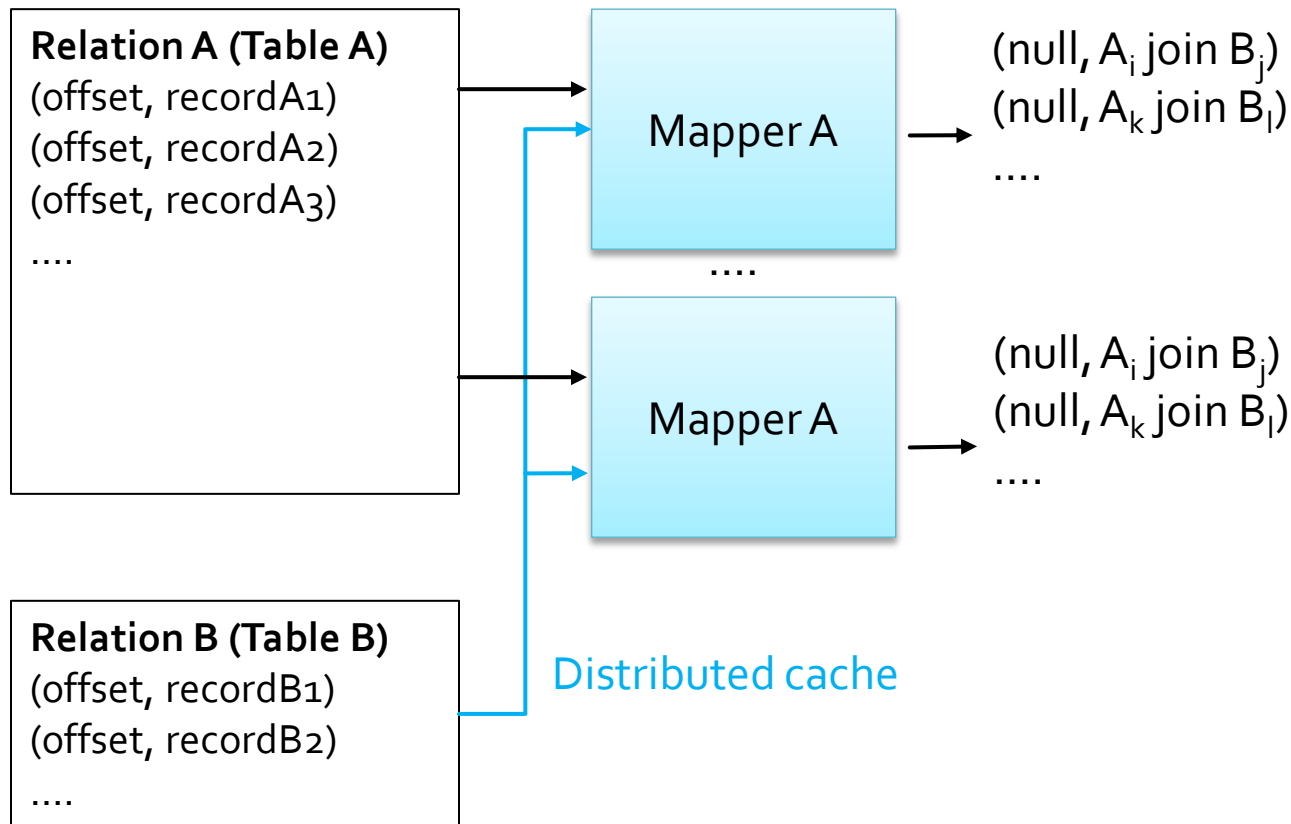 Relation A (Table A)
(offset, recordA1)
(offset, recordA2)
(offset, recordA3)
....
Mapper A
(null, Ai join Bj)
(null, Ak join Bl)
....
....
Mapper A
(null, Ai join Bj)
(null, Ak join Bl)
....
Relation B (Table B)
(offset, recordB1)
(offset, recordB2)
....
Distributed cache